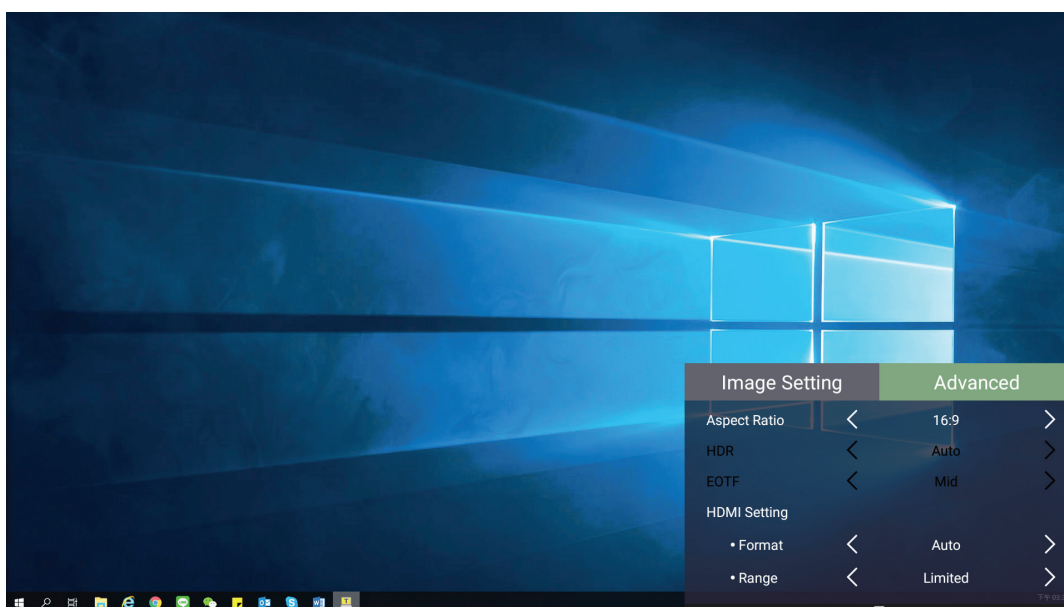 Image Setting Advanced
Aspect Ratio 16:9
HDR Auto
EOTF Mid
HDMI Setting
• Format Auto
• Range Limited